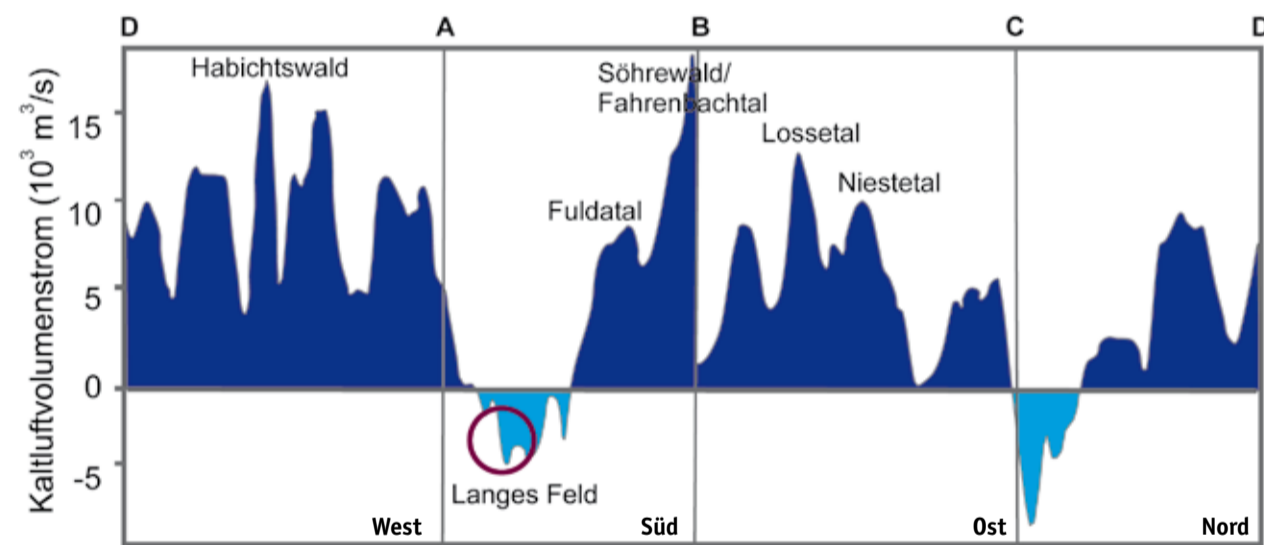 D A B C D
Habichtswald
Söhrewald/
Fahrenbachtal
Lossetal
Niestetal
Fuldatal
Langes Feld
Kaltluftvolumenstrom (10³ m³/s)
15
10
5
0
-5
West Süd Ost Nord